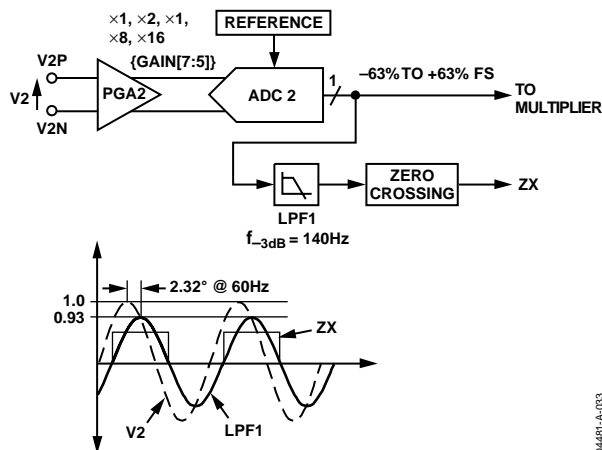 ×1, ×2, ×1,
×8, ×16
{GAIN[7:5]}
REFERENCE
V2P
V2
V2N
PGA2
ADC 2
1
–63% TO +63% FS
TO
MULTIPLIER
LPF1
f–3dB = 140Hz
ZERO
CROSSING
ZX
2.32° @ 60Hz
1.0
0.93
ZX
V2
LPF1
04481-A-033